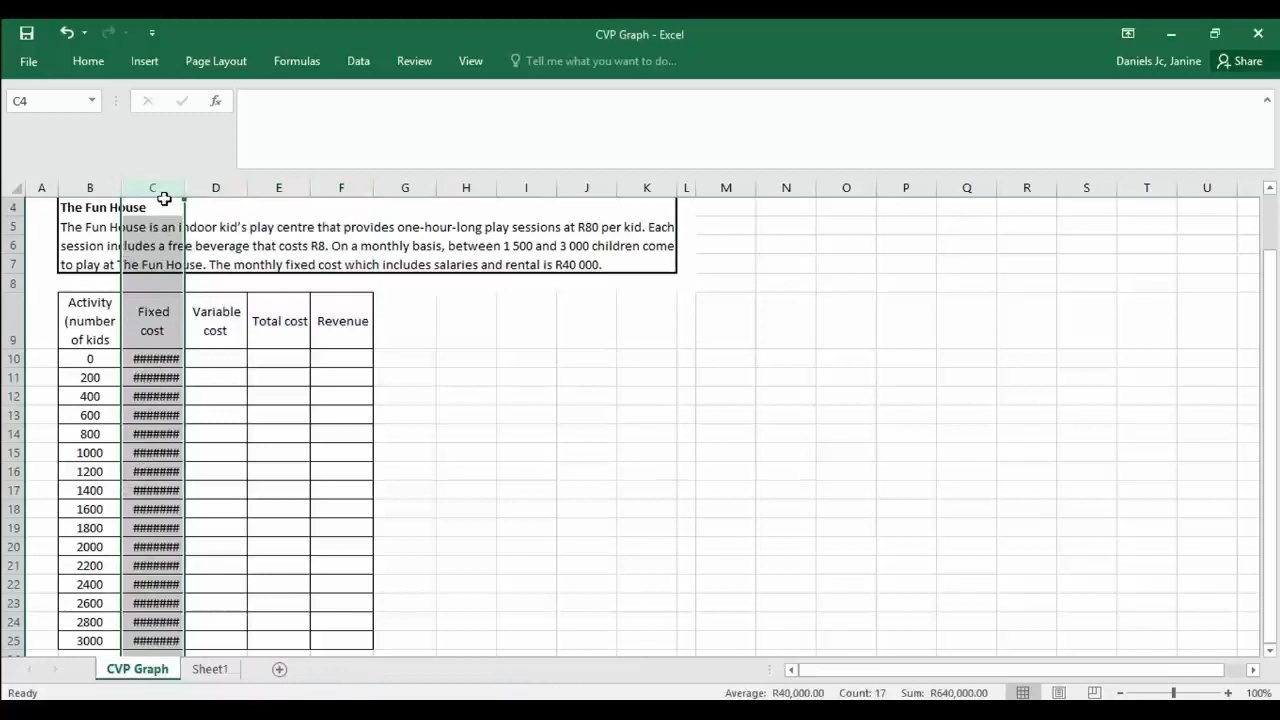 CVP Graph - Excel
File Home Insert Page Layout Formulas Data Review View Tell me what you want to do... Daniels Jc, Janine Share
C4 fx
A B C D E F G H I J K L M N O P Q R S T U
4 The Fun House
5 The Fun House is an indoor kid's play centre that provides one-hour-long play sessions at R80 per kid. Each
6 session includes a free beverage that costs R8. On a monthly basis, between 1 500 and 3 000 children come
7 to play at The Fun House. The monthly fixed cost which includes salaries and rental is R40 000.
8
Activity Fixed Variable
(number Total cost Revenue
9 of kids cost cost
10 0 #######
11 200 #######
12 400 #######
13 600 #######
14 800 #######
15 1000 #######
16 1200 #######
17 1400 #######
18 1600 #######
19 1800 #######
20 2000 #######
21 2200 #######
22 2400 #######
23 2600 #######
24 2800 #######
25 3000 #######
CVP Graph Sheet1
Ready Average: R40,000.00 Count: 17 Sum: R640,000.00 100%